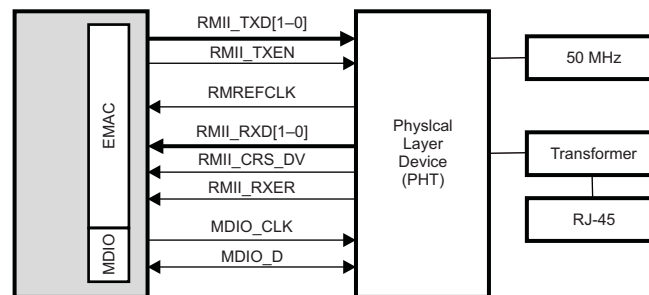 RMII_TXD[1–0]
RMII_TXEN
50 MHz
RMREFCLK
EMAC
RMII_RXD[1–0]
Physlcal
Layer
Device
(PHT)
Transformer
RMII_CRS_DV
RMII_RXER
RJ-45
MDIO_CLK
MDIO
MDIO_D